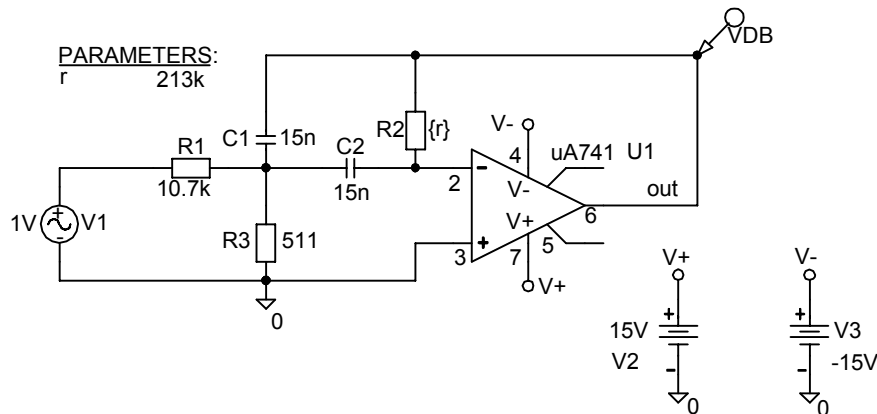 VDB
PARAMETERS:
r 213k
C1 15n
R2 {r}
V-
R1
C2
4
uA741 U1
10.7k
15n
2
-
V-
out
6
1V
+
-
V1
R3 511
V+
5
+
3
7
V+
0
V+
V-
+
+
15V
V3
V2
-
-
-15V
0
0